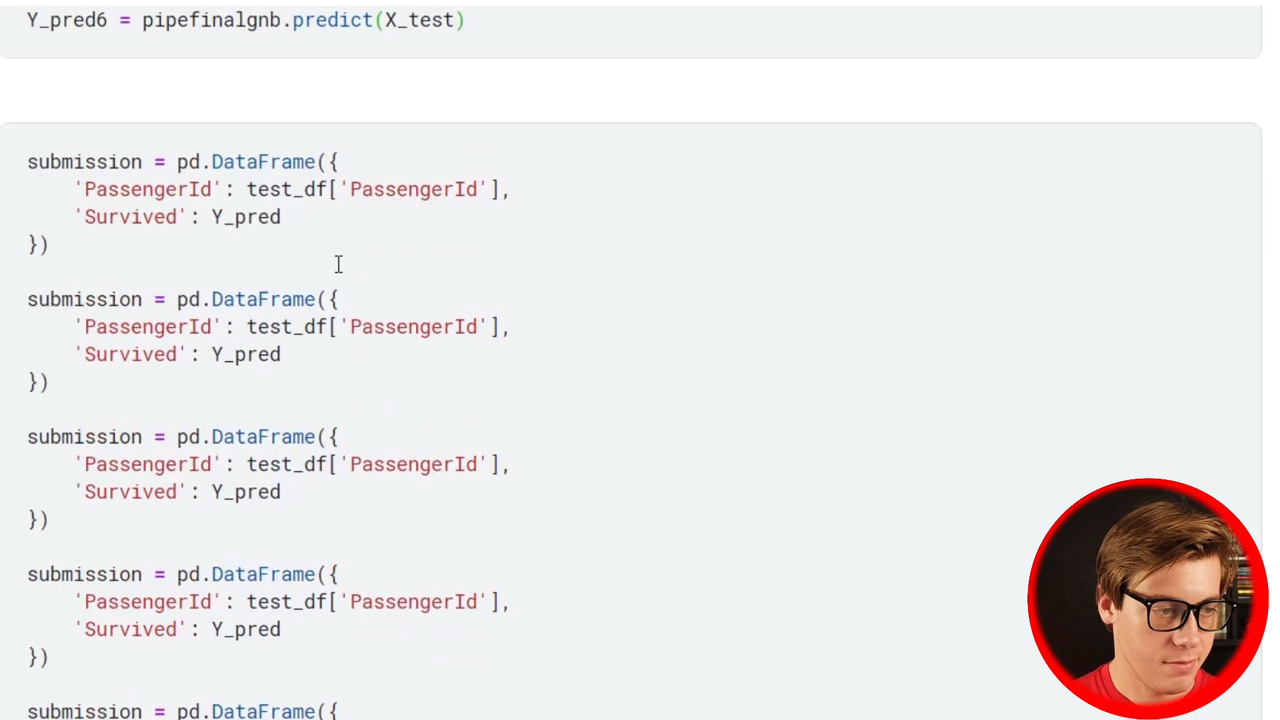 Y_pred6 = pipefinalgnb.predict(X_test)
submission = pd.DataFrame({
'PassengerId': test_df['PassengerId'],
'Survived': Y_pred
})
submission = pd.DataFrame({
'PassengerId': test_df['PassengerId'],
'Survived': Y_pred
})
submission = pd.DataFrame({
'PassengerId': test_df['PassengerId'],
'Survived': Y_pred
})
submission = pd.DataFrame({
'PassengerId': test_df['PassengerId'],
'Survived': Y_pred
})
submission = pd.DataFrame({